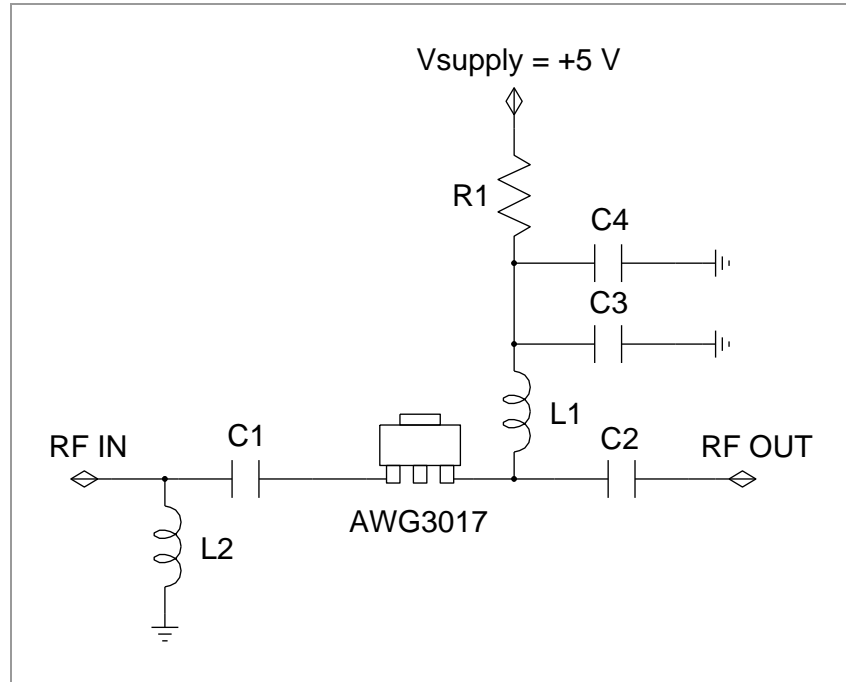 Vsupply = +5 V
R1
C4
C3
L1
RF IN
C1
C2
RF OUT
AWG3017
L2